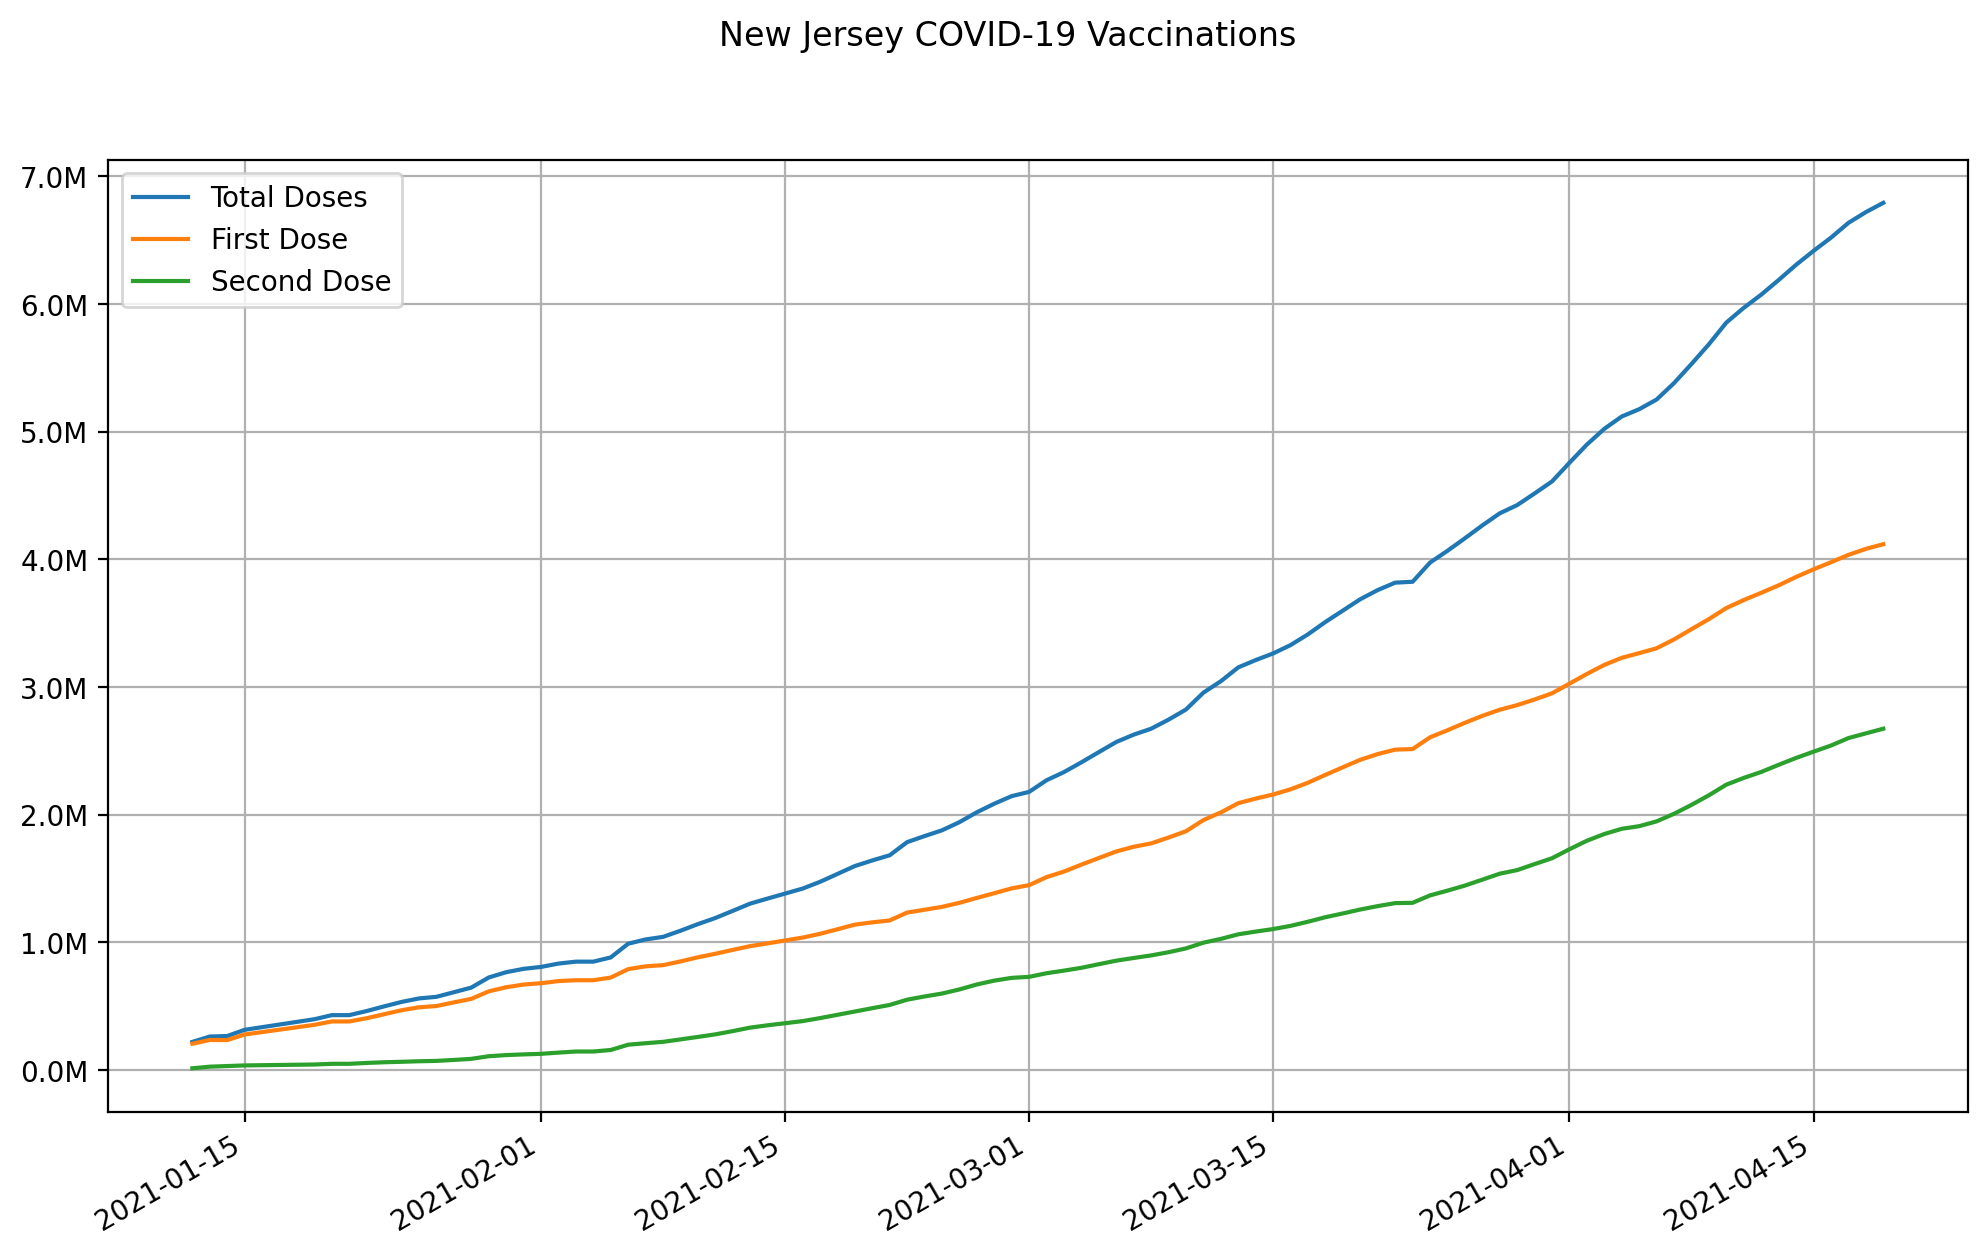 New Jersey COVID-19 Vaccinations
7.0M
6.0M
5.0M
4.0M
3.0M
2.0M
1.0M
0.0M
Total Doses
First Dose
Second Dose
2021-01-15
2021-02-01
2021-02-15
2021-03-01
2021-03-15
2021-04-01
2021-04-15